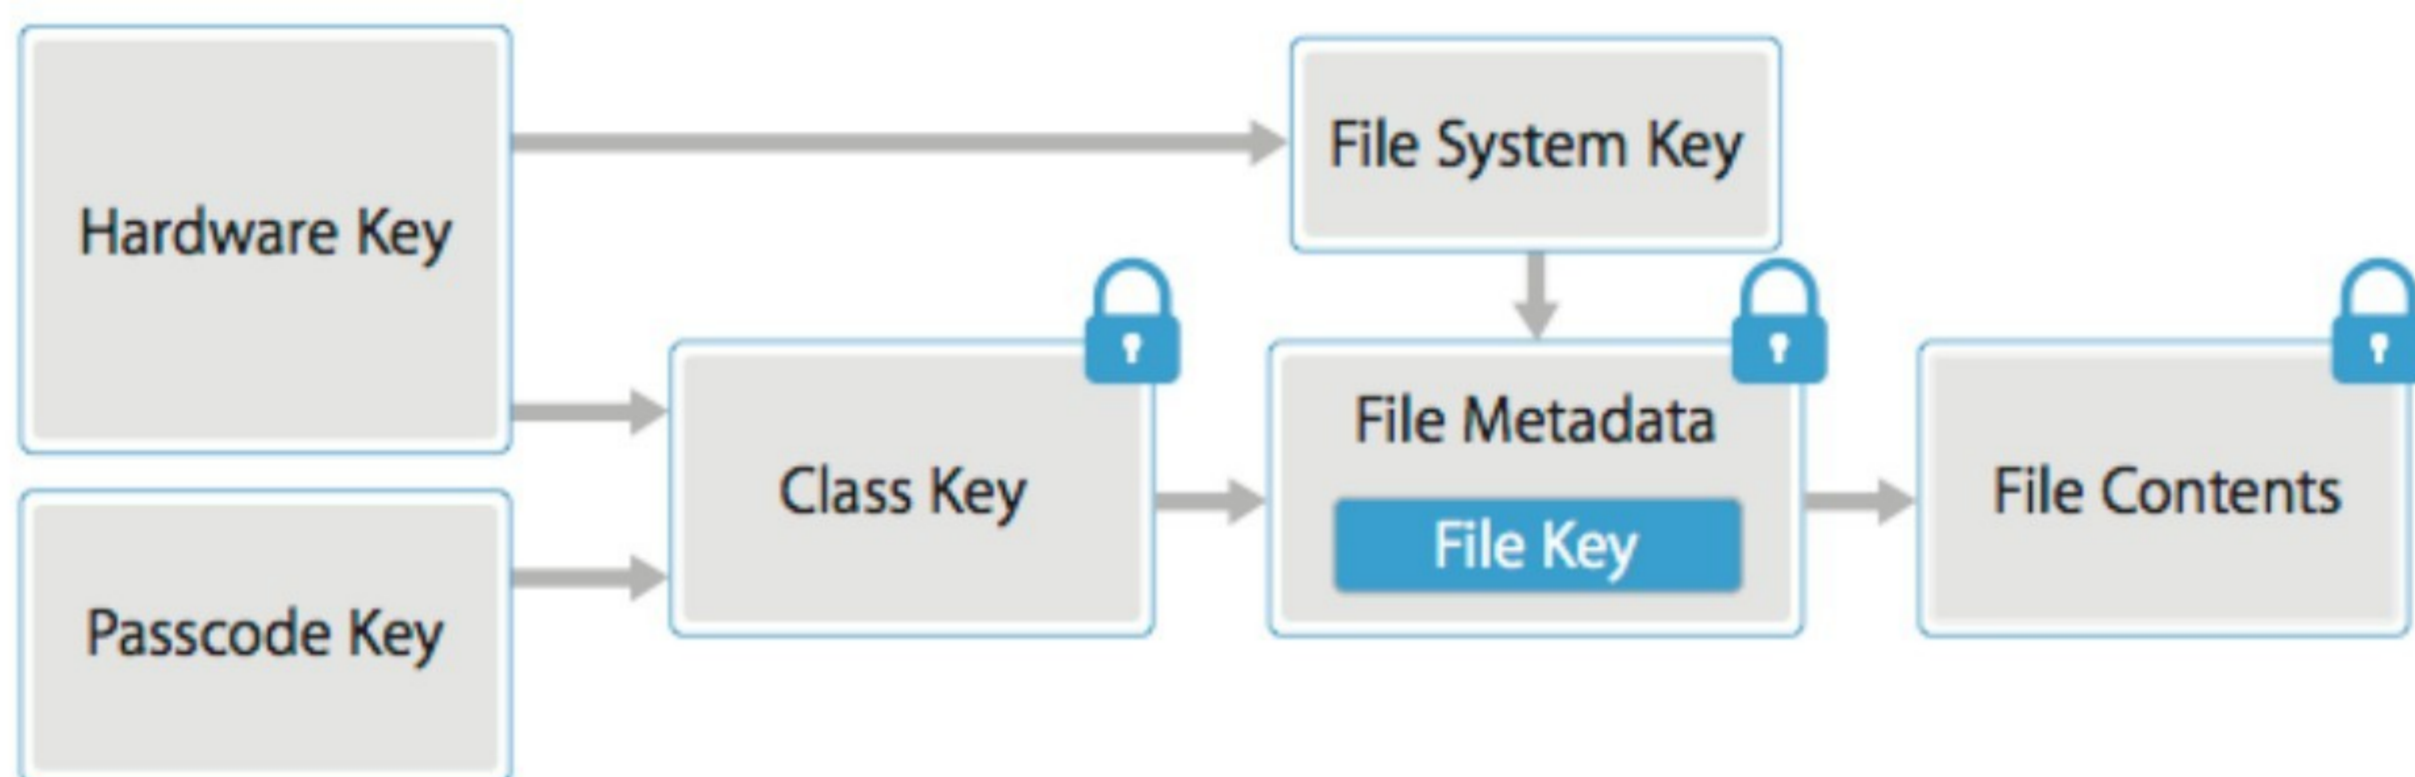 Hardware Key
File System Key
Class Key
File Metadata
File Key
File Contents
Passcode Key